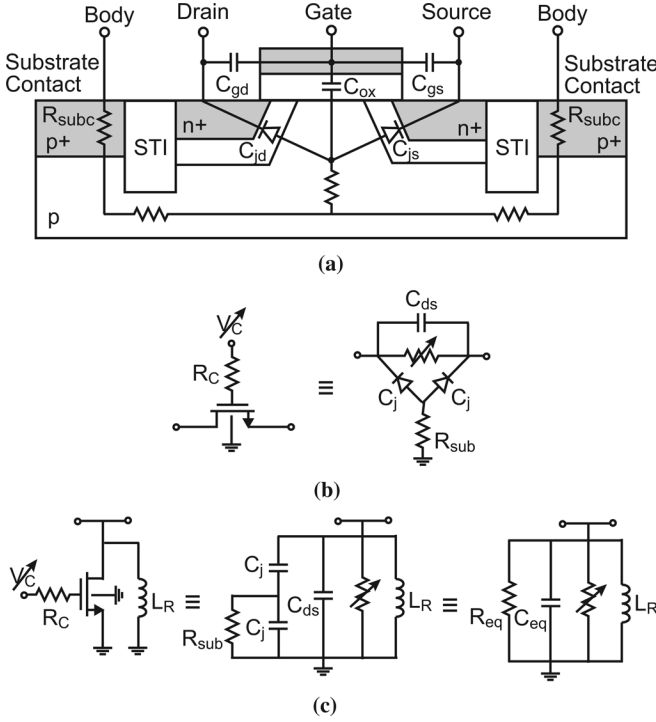 Body Drain Gate Source Body
Substrate Contact
Substrate Contact
C_gd C_ox C_gs
R_subc
p+
STI
n+
C_jd
C_js
n+
STI
R_subc
p+
p
(a)
V_C
R_C
≡
C_ds
C_j C_j
R_sub
(b)
V_C
R_C
L_R
≡
C_j
R_sub
C_j
C_ds
L_R
≡
R_eq
C_eq
L_R
(c)